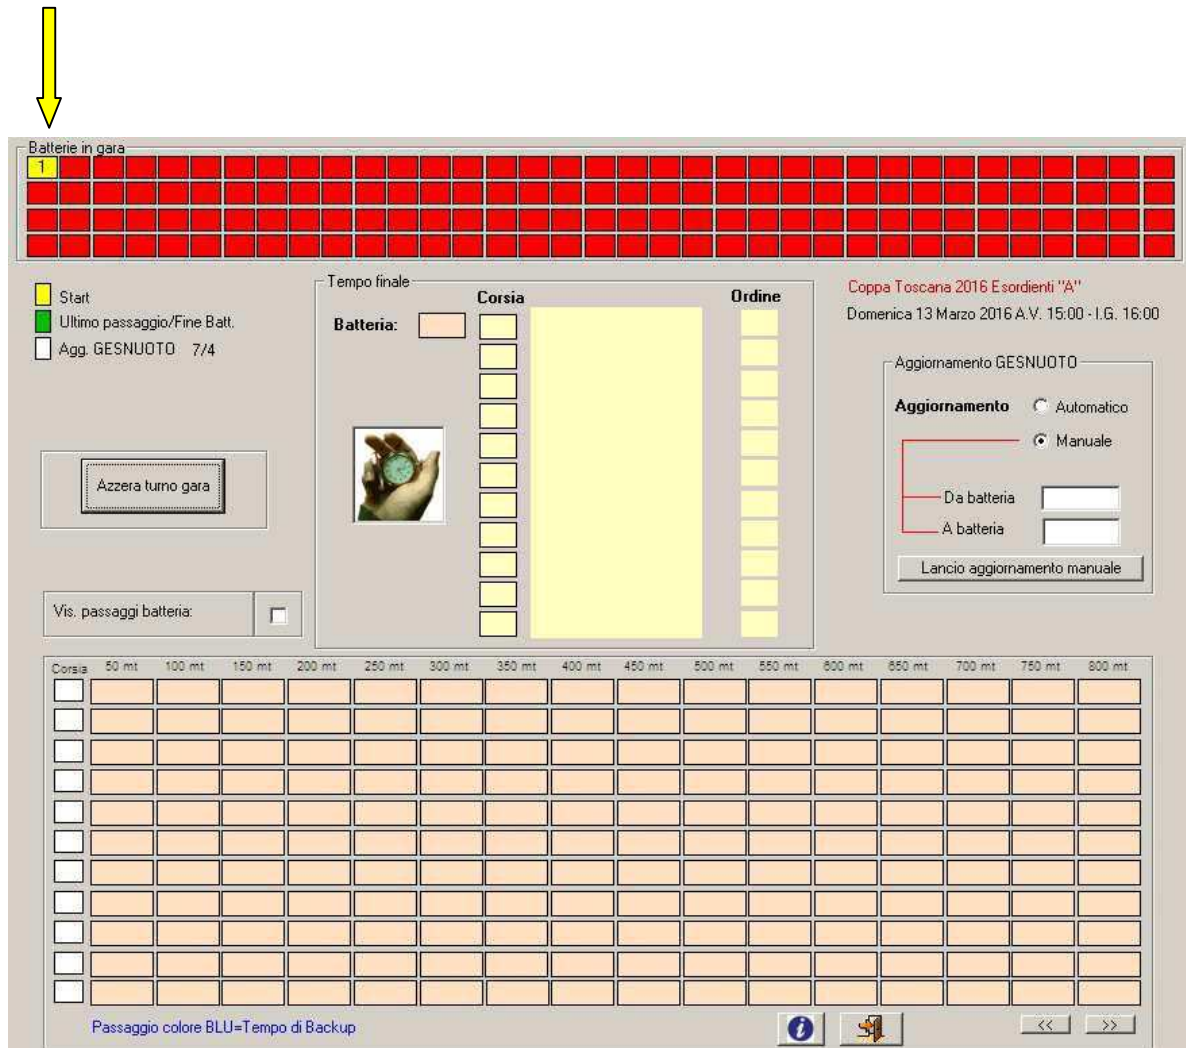 Batterie in gara
1
Start
Ultimo passaggio/Fine Batt.
Agg. GESNUOTO 7/4
Azzera turno gara
Vis. passaggi batteria:
Tempo finale
Corsia
Ordine
Batteria:
Coppa Toscana 2016 Esordienti "A"
Domenica 13 Marzo 2016 A.V. 15:00 - I.G. 16:00
Aggiornamento GESNUOTO
Aggiornamento Automatico
Manuale
Da batteria
A batteria
Lancio aggiornamento manuale
Corsia 50 mt 100 mt 150 mt 200 mt 250 mt 300 mt 350 mt 400 mt 450 mt 500 mt 550 mt 600 mt 650 mt 700 mt 750 mt 800 mt
Passaggio colore BLU=Tempo di Backup
<< >>